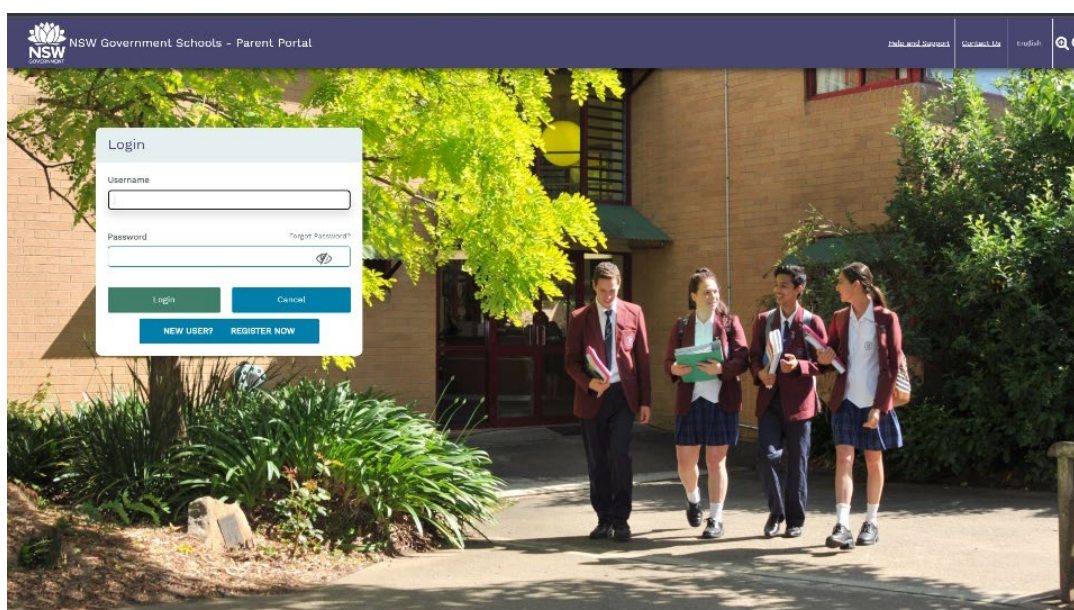 NSW
GOVERNMENT
NSW Government Schools - Parent Portal
Help and Support
Contact Us
English
Login
Username
Password
Forgot Password?
Login
Cancel
NEW USER? REGISTER NOW